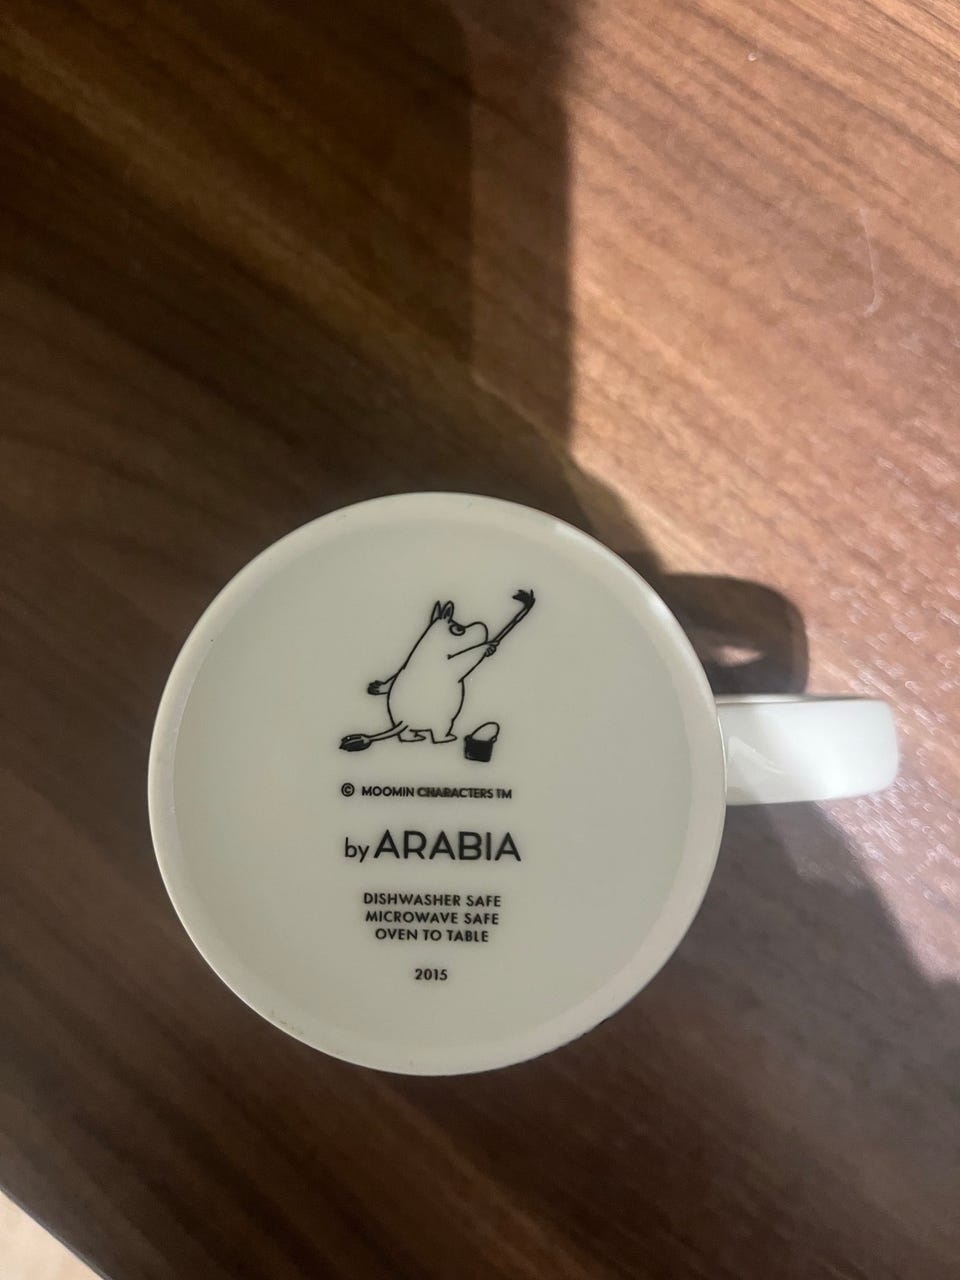 © MOOMIN CHARACTERS TM
by ARABIA
DISHWASHER SAFE
MICROWAVE SAFE
OVEN TO TABLE
2015